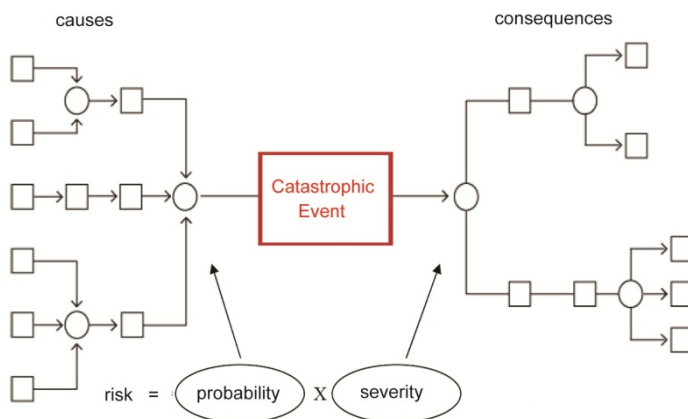 causes
consequences
Catastrophic
Event
risk = probability X severity